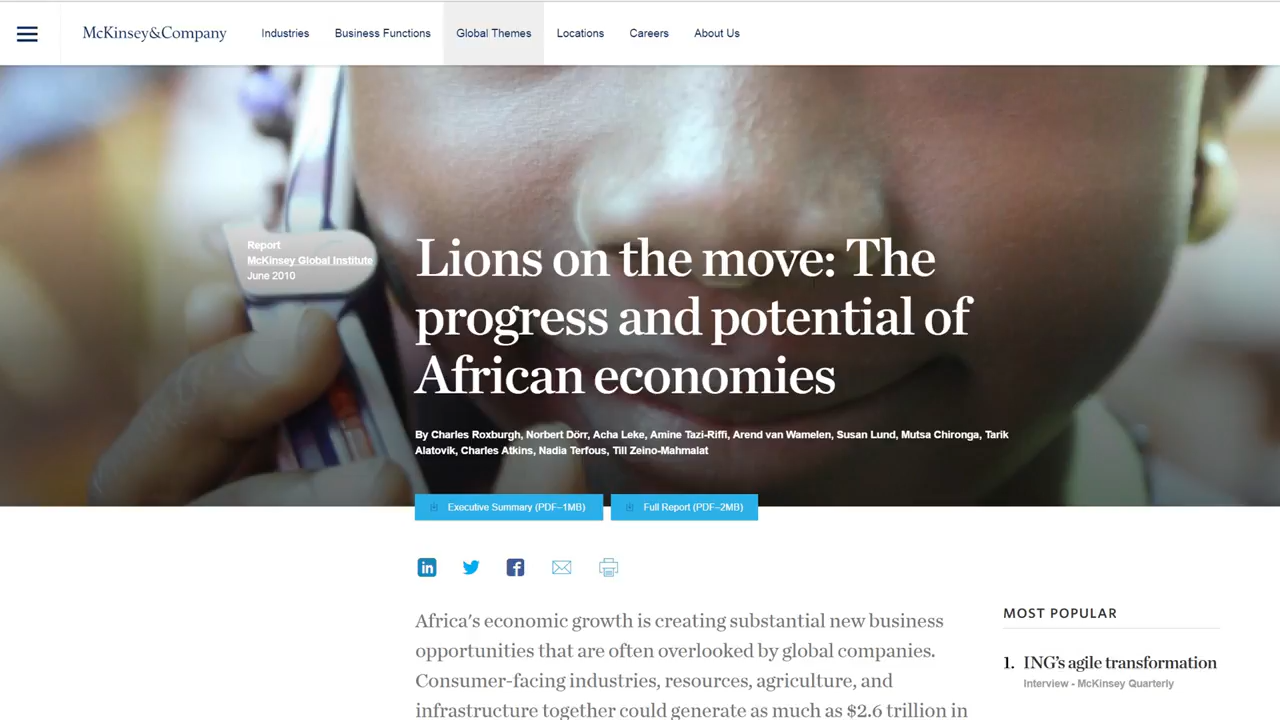 McKinsey&Company
Industries
Business Functions
Global Themes
Locations
Careers
About Us
Report
McKinsey Global Institute
June 2010
Lions on the move: The
progress and potential of
African economies
By Charles Roxburgh, Norbert Dörr, Acha Leke, Amine Tazi-Riffi, Arend van Wamelen, Susan Lund, Mutsa Chironga, Tarik
Alatovik, Charles Atkins, Nadia Terfous, Till Zeino-Mahmalat
Executive Summary (PDF–1MB)
Full Report (PDF–2MB)
in
f
Africa's economic growth is creating substantial new business
opportunities that are often overlooked by global companies.
Consumer-facing industries, resources, agriculture, and
infrastructure together could generate as much as $2.6 trillion in
MOST POPULAR
1. ING's agile transformation
Interview - McKinsey Quarterly